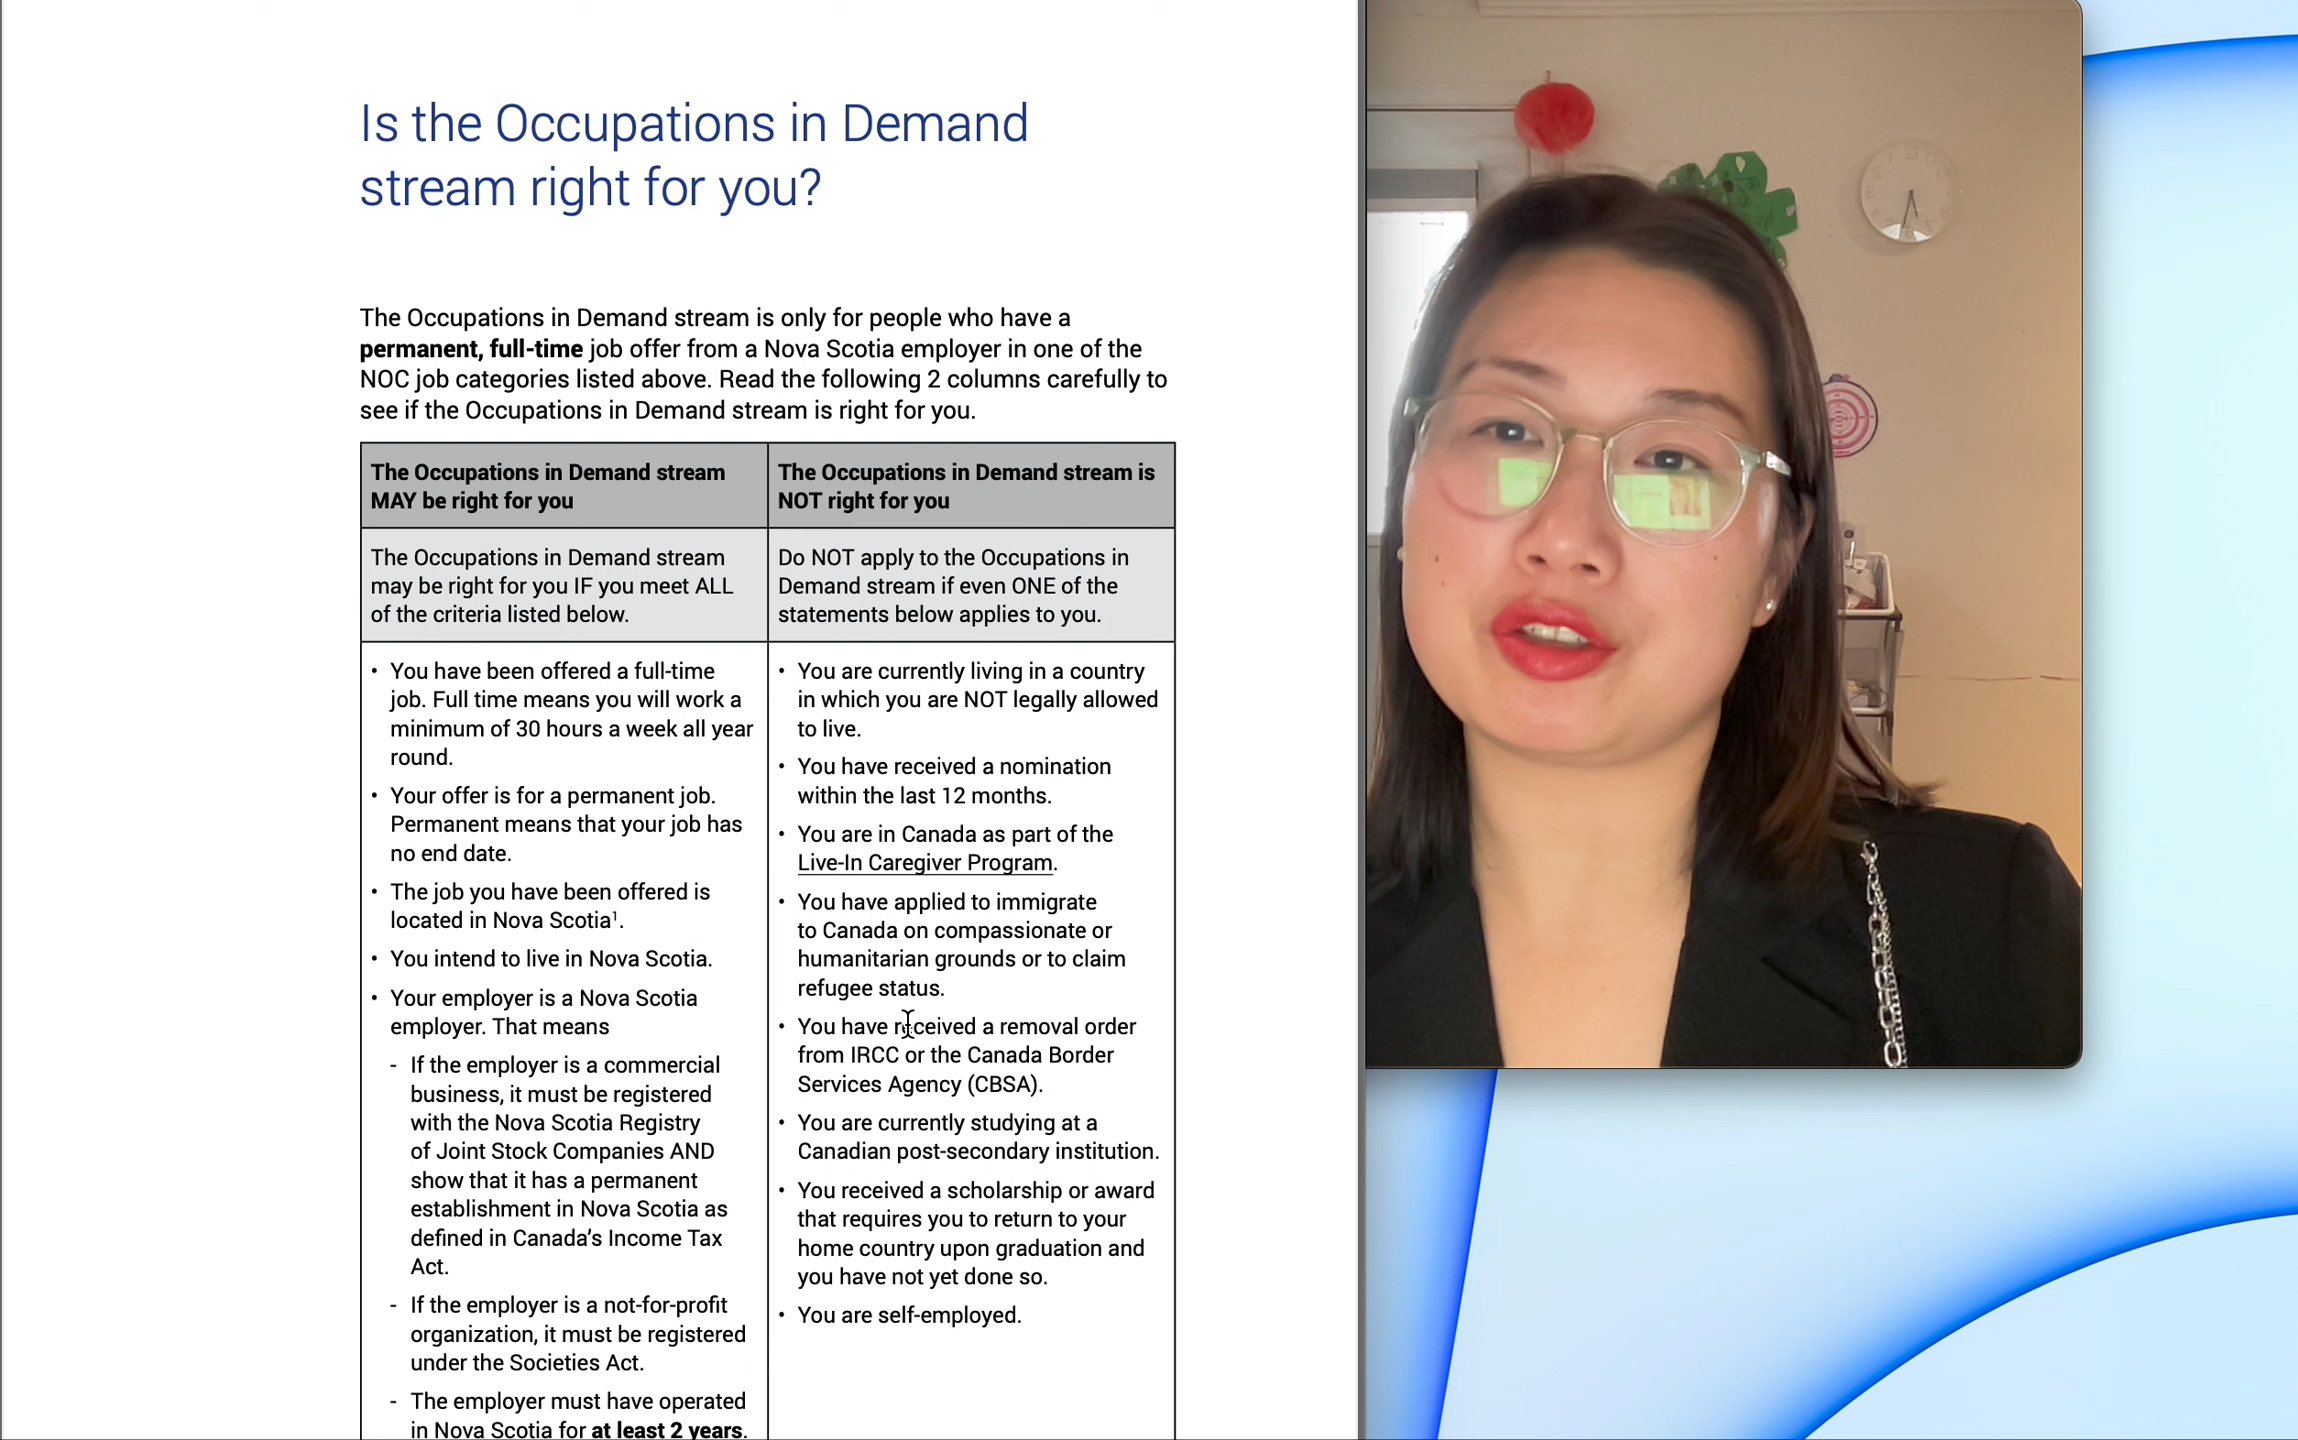 Is the Occupations in Demand
stream right for you?
The Occupations in Demand stream is only for people who have a
permanent, full-time job offer from a Nova Scotia employer in one of the
NOC job categories listed above. Read the following 2 columns carefully to
see if the Occupations in Demand stream is right for you.
The Occupations in Demand stream
MAY be right for you
The Occupations in Demand stream
may be right for you IF you meet ALL
of the criteria listed below.
• You have been offered a full-time
job. Full time means you will work a
minimum of 30 hours a week all year
round.
• Your offer is for a permanent job.
Permanent means that your job has
no end date.
• The job you have been offered is
located in Nova Scotia¹.
• You intend to live in Nova Scotia.
• Your employer is a Nova Scotia
employer. That means
- If the employer is a commercial
business, it must be registered
with the Nova Scotia Registry
of Joint Stock Companies AND
show that it has a permanent
establishment in Nova Scotia as
defined in Canada's Income Tax
Act.
- If the employer is a not-for-profit
organization, it must be registered
under the Societies Act.
- The employer must have operated
in Nova Scotia for at least 2 years.
The Occupations in Demand stream is
NOT right for you
Do NOT apply to the Occupations in
Demand stream if even ONE of the
statements below applies to you.
• You are currently living in a country
in which you are NOT legally allowed
to live.
• You have received a nomination
within the last 12 months.
• You are in Canada as part of the
Live-In Caregiver Program.
• You have applied to immigrate
to Canada on compassionate or
humanitarian grounds or to claim
refugee status.
• You have received a removal order
from IRCC or the Canada Border
Services Agency (CBSA).
• You are currently studying at a
Canadian post-secondary institution.
• You received a scholarship or award
that requires you to return to your
home country upon graduation and
you have not yet done so.
• You are self-employed.